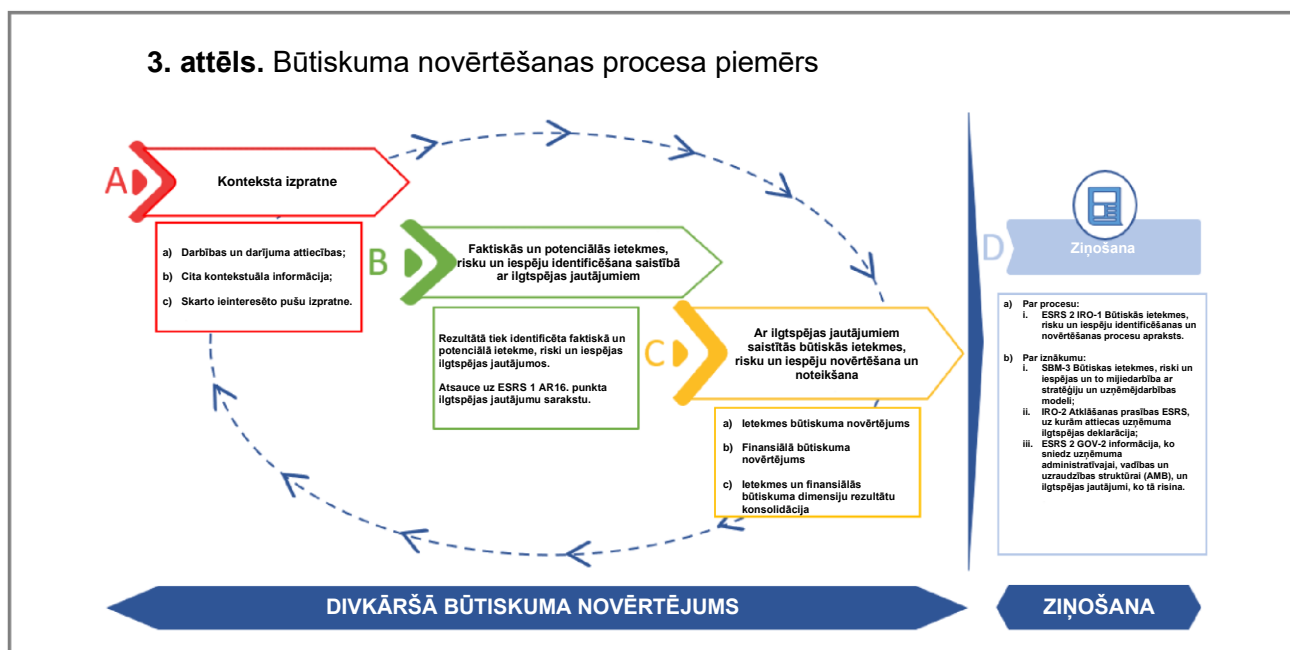 3. attēls. Būtiskuma novērtēšanas procesa piemērs
A
Konteksta izpratne
a) Darbības un darījuma attiecības;
b) Cita kontekstuāla informācija;
c) Skarto ieinteresēto pušu izpratne.
B
Faktiskās un potenciālās ietekmes,
risku un iespēju identificēšana saistībā
ar ilgtspējas jautājumiem
Rezultātā tiek identificēta faktiskā un
potenciālā ietekme, riski un iespējas
ilgtspējas jautājumos.
Atsauce uz ESRS 1 AR16. punkta
ilgtspējas jautājumu sarakstu.
C
Ar ilgtspējas jautājumiem
saistītās būtiskās ietekmes,
risku un iespēju novērtēšana un
noteikšana
a) Ietekmes būtiskuma novērtējums
b) Finansiālā būtiskuma
novērtējums
c) Ietekmes un finansiālās
būtiskuma dimensiju rezultātu
konsolidācija
D
Ziņošana
a) Par procesu:
i. ESRS 2 IRO-1 Būtiskās ietekmes,
risku un iespēju identificēšanas un
novērtēšanas procesu apraksts.
b) Par iznākumu:
i. SBM-3 Būtiskas ietekmes, riski un
iespējas un to mijiedarbība ar
stratēģiju un uzņēmējdarbības
modeli;
ii. IRO-2 Atklāšanas prasības ESRS,
uz kurām attiecas uzņēmuma
ilgtspējas deklarācija;
iii. ESRS 2 GOV-2 informācija, ko
sniedz uzņēmuma
administratīvajai, vadības un
uzraudzības struktūrai (AMB), un
ilgtspējas jautājumi, ko tā risina.
DIVKĀRŠĀ BŪTISKUMA NOVĒRTĒJUMS
ZIŅOŠANA